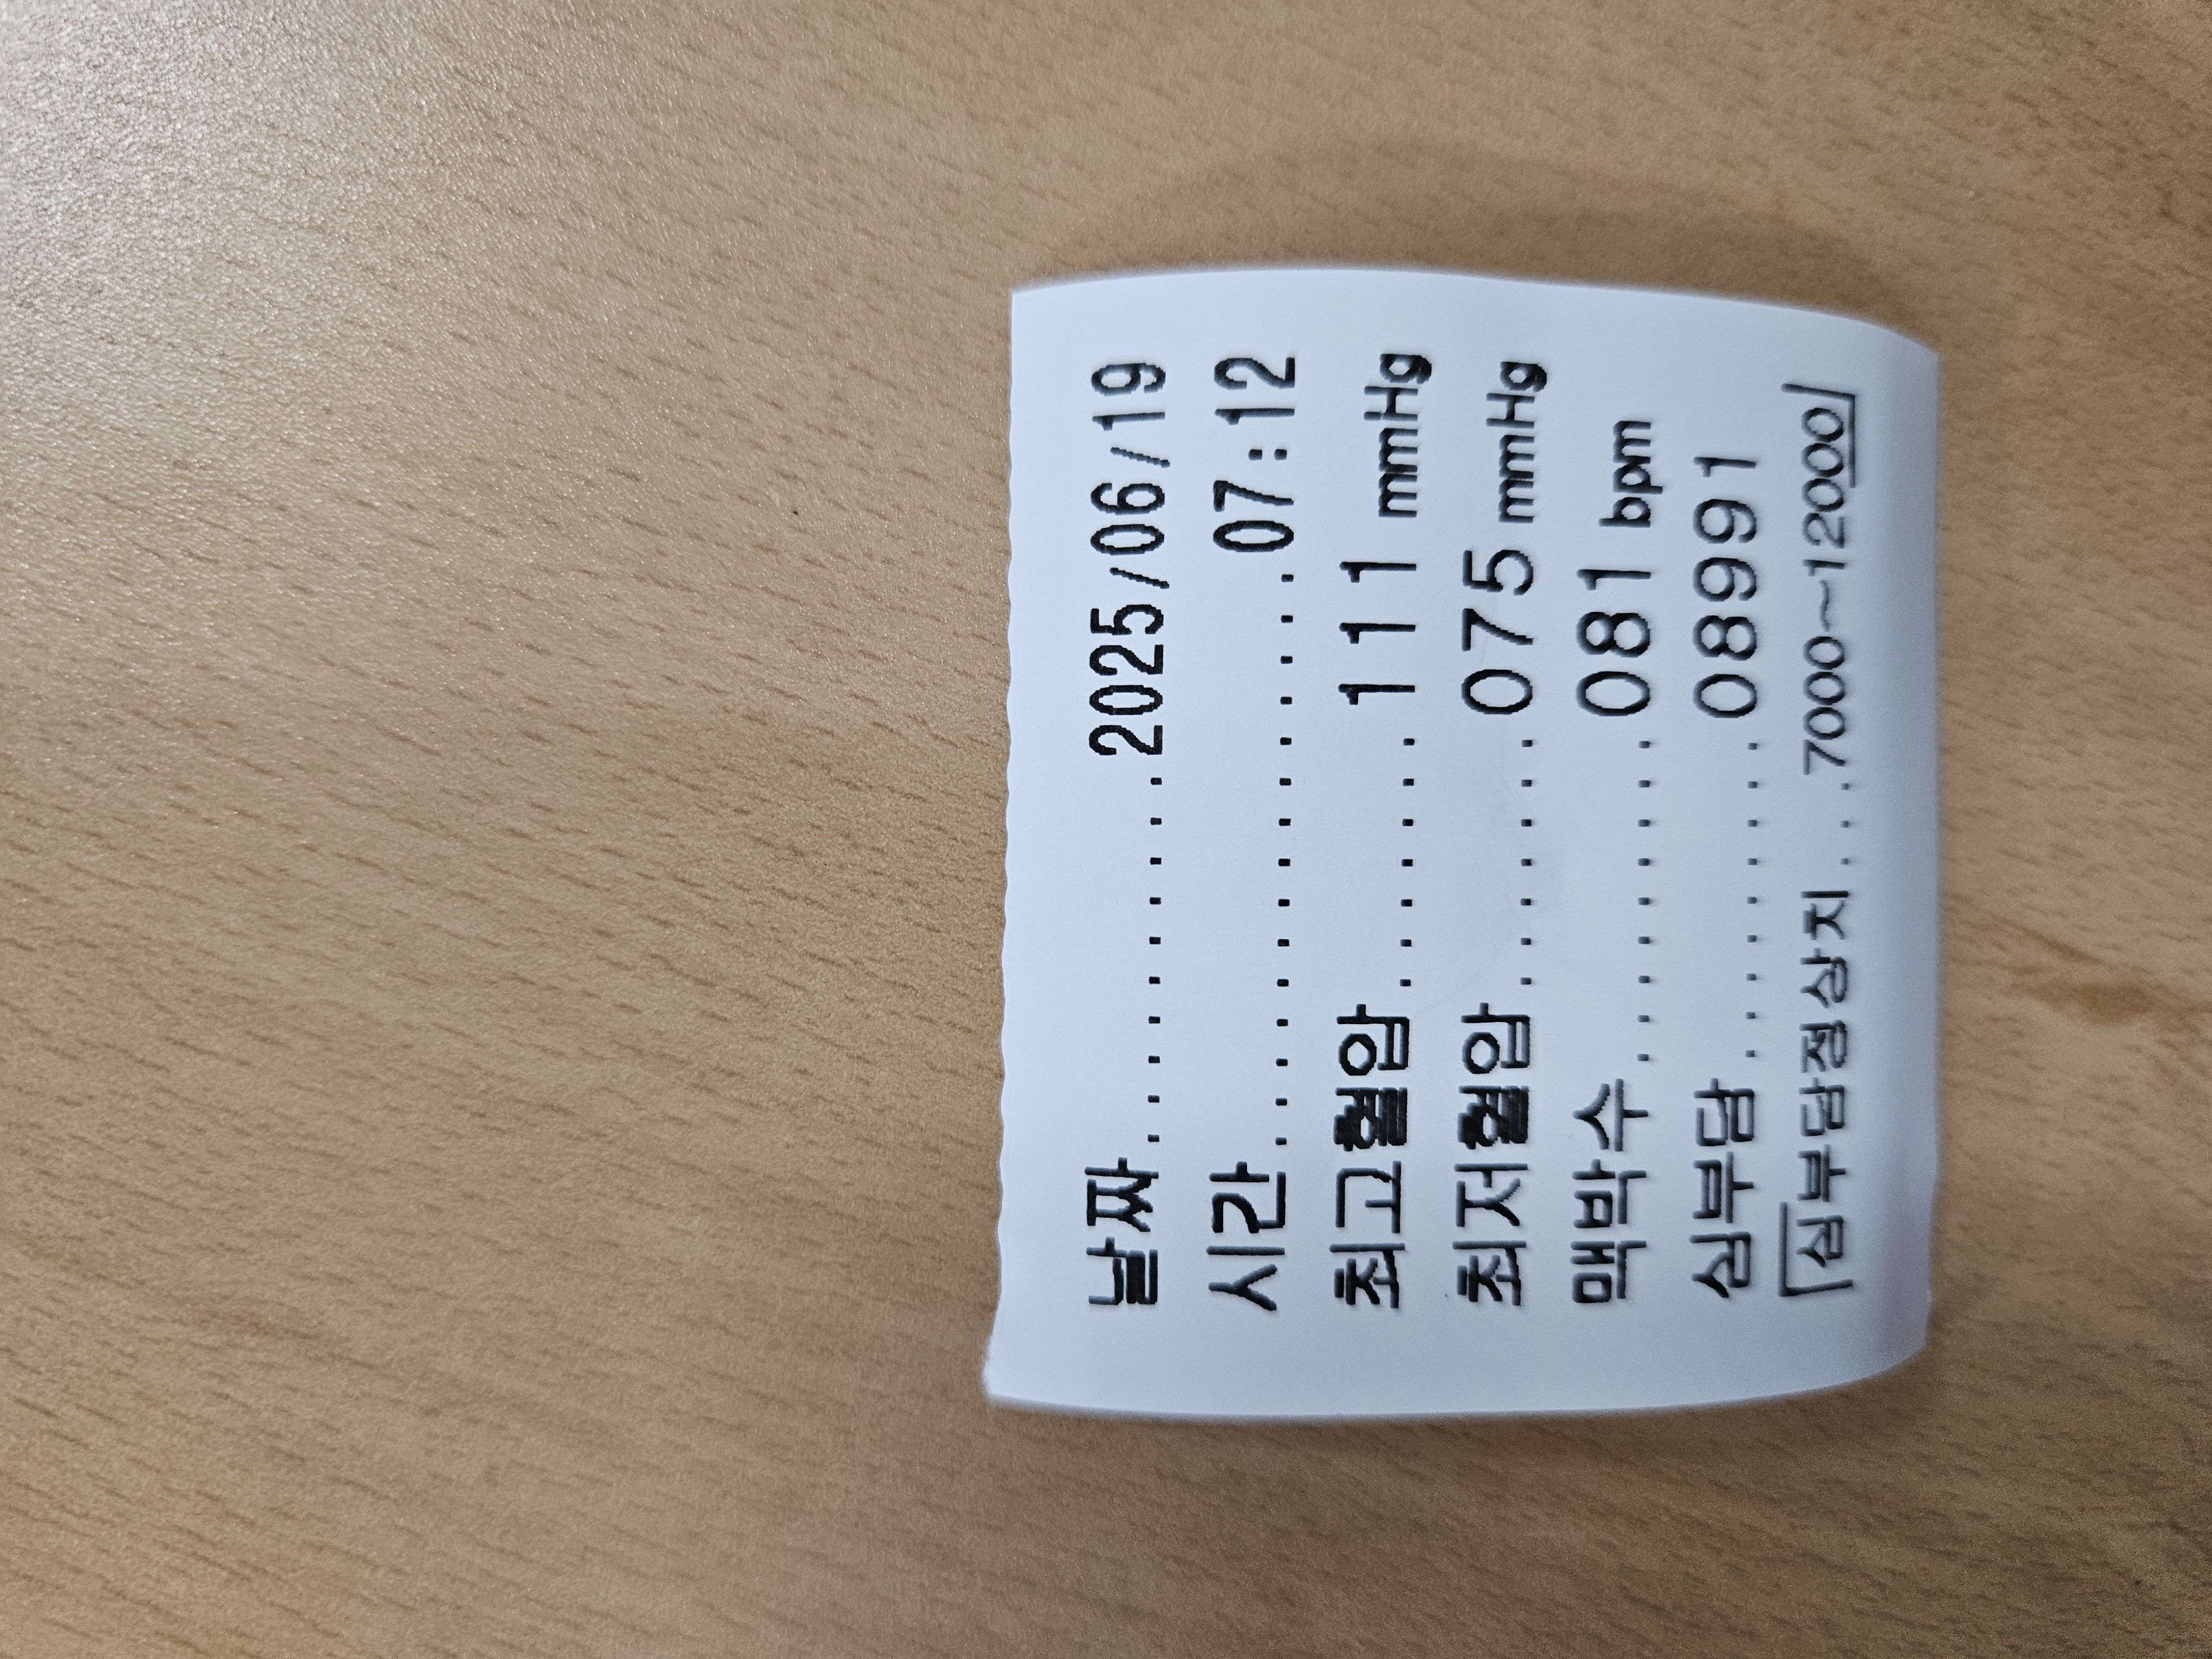 날짜..........2025/06/19
시간...............07:12
최고혈압.......111 mmHg
최저혈압.......075 mmHg
맥박수.........081 bpm
심부담.........08991
[심부담정상치...7000~12000]